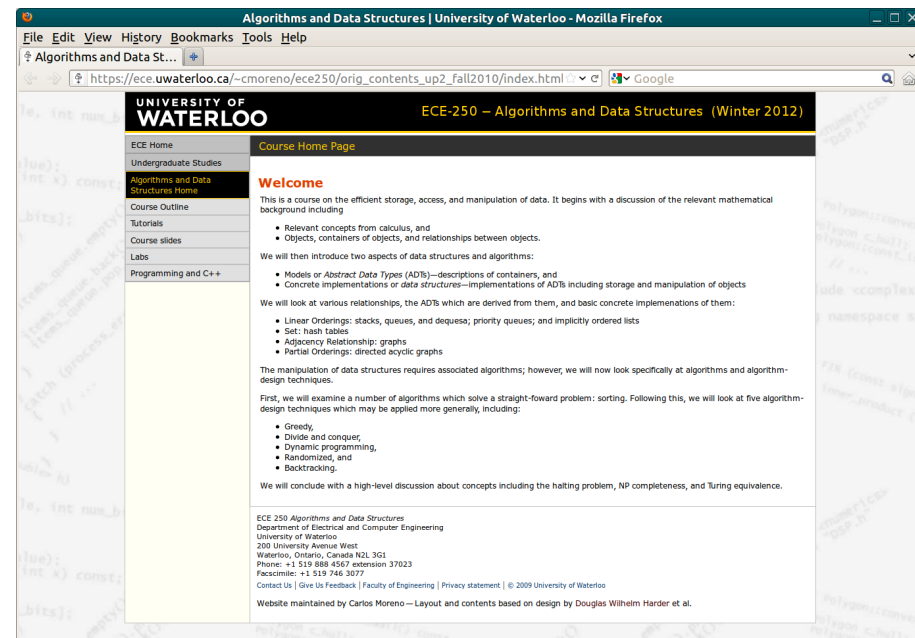 Algorithms and Data Structures | University of Waterloo - Mozilla Firefox
File Edit View History Bookmarks Tools Help
Algorithms and Data St...
https://ece.uwaterloo.ca/~cmoreno/ece250/orig_contents_up2_fall2010/index.html
Google
UNIVERSITY OF
WATERLOO
ECE-250 – Algorithms and Data Structures (Winter 2012)
ECE Home
Undergraduate Studies
Algorithms and Data
Structures Home
Course Outline
Tutorials
Course slides
Labs
Programming and C++
Course Home Page
Welcome
This is a course on the efficient storage, access, and manipulation of data. It begins with a discussion of the relevant mathematical
background including
• Relevant concepts from calculus, and
• Objects, containers of objects, and relationships between objects.
We will then introduce two aspects of data structures and algorithms:
• Models or Abstract Data Types (ADTs)—descriptions of containers, and
• Concrete implementations or data structures—implementations of ADTs including storage and manipulation of objects
We will look at various relationships, the ADTs which are derived from them, and basic concrete implemenations of them:
• Linear Orderings: stacks, queues, and dequesa; priority queues; and implicitly ordered lists
• Set: hash tables
• Adjacency Relationship: graphs
• Partial Orderings: directed acyclic graphs
The manipulation of data structures requires associated algorithms; however, we will now look specifically at algorithms and algorithm-
design techniques.
First, we will examine a number of algorithms which solve a straight-foward problem: sorting. Following this, we will look at five algorithm-
design techniques which may be applied more generally, including:
• Greedy,
• Divide and conquer,
• Dynamic programming,
• Randomized, and
• Backtracking.
We will conclude with a high-level discussion about concepts including the halting problem, NP completeness, and Turing equivalence.
ECE 250 Algorithms and Data Structures
Department of Electrical and Computer Engineering
University of Waterloo
200 University Avenue West
Waterloo, Ontario, Canada N2L 3G1
Phone: +1 519 888 4567 extension 37023
Facscimile: +1 519 746 3077
Contact Us | Give Us Feedback | Faculty of Engineering | Privacy statement | © 2009 University of Waterloo
Website maintained by Carlos Moreno — Layout and contents based on design by Douglas Wilhelm Harder et al.